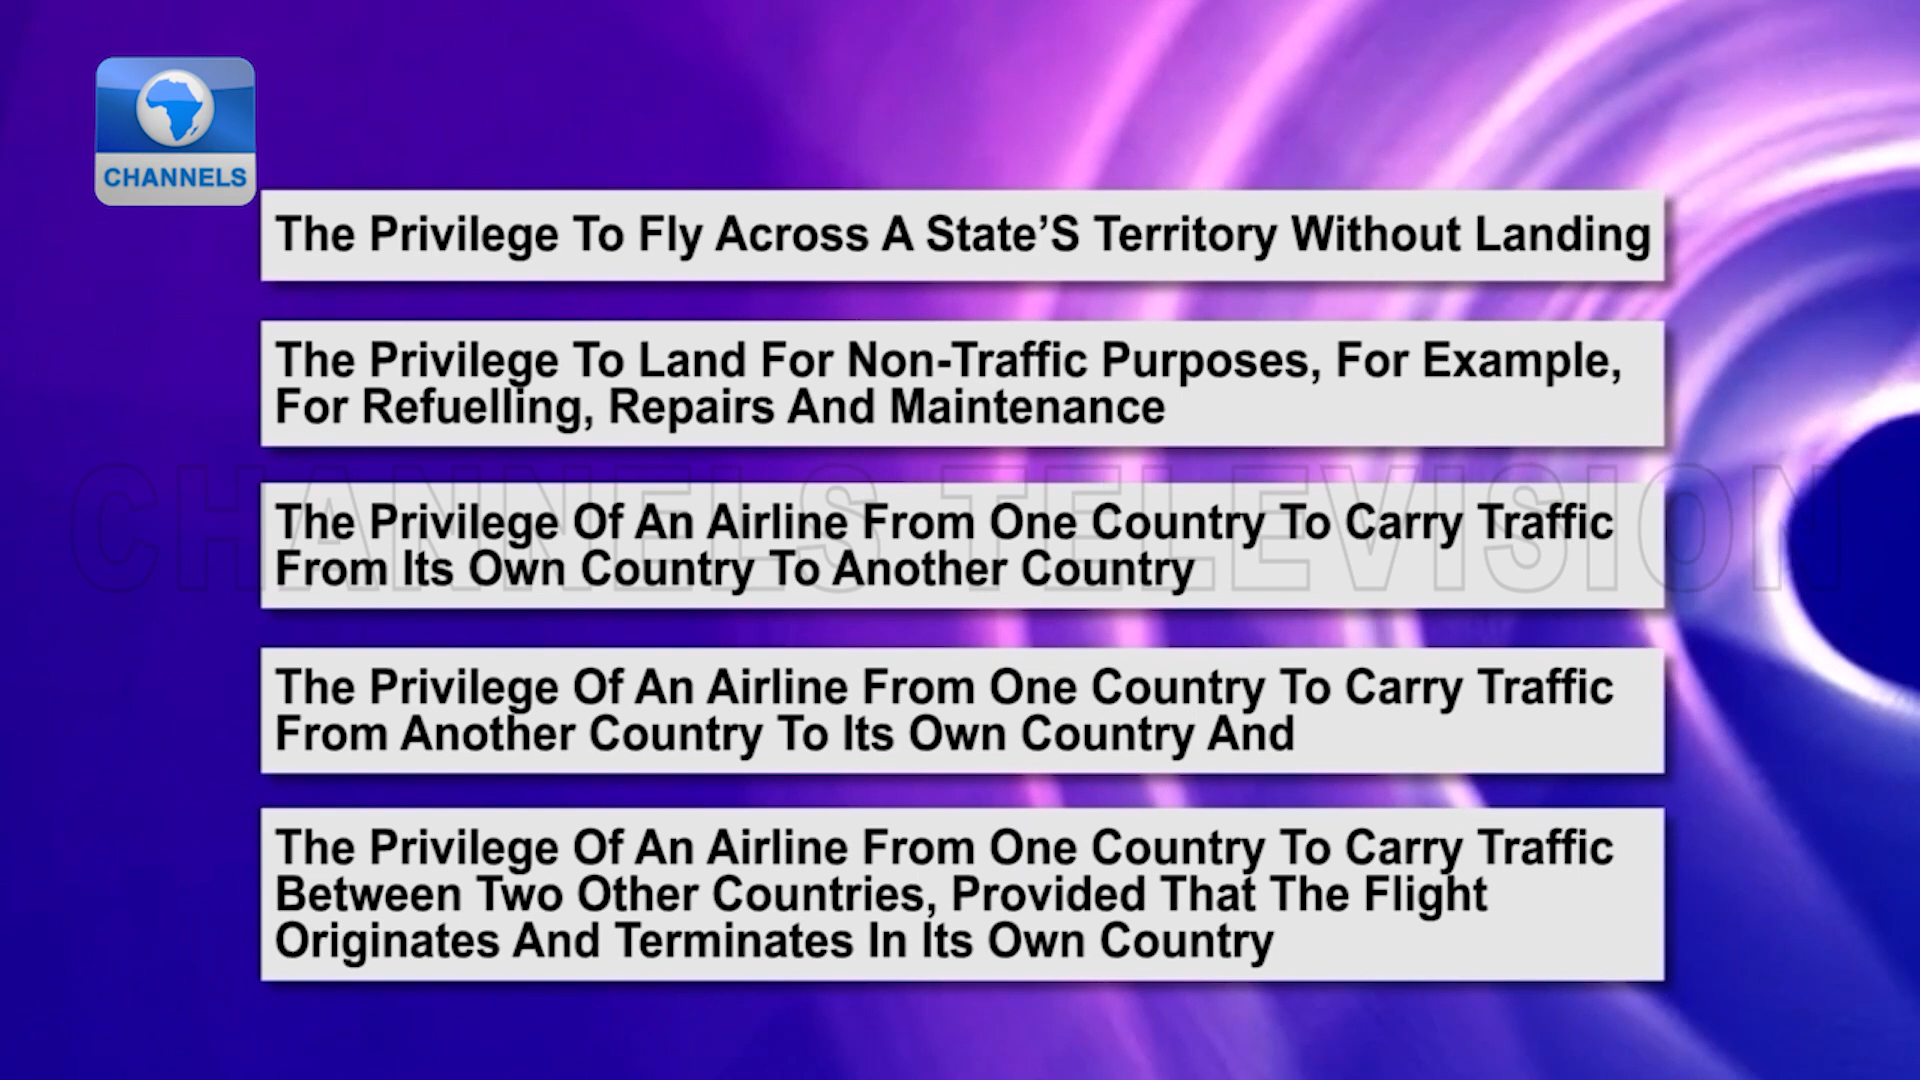 CHANNELS
The Privilege To Fly Across A State’S Territory Without Landing
The Privilege To Land For Non-Traffic Purposes, For Example,
For Refuelling, Repairs And Maintenance
CHANNELS TELEVISION
The Privilege Of An Airline From One Country To Carry Traffic
From Its Own Country To Another Country
The Privilege Of An Airline From One Country To Carry Traffic
From Another Country To Its Own Country And
The Privilege Of An Airline From One Country To Carry Traffic
Between Two Other Countries, Provided That The Flight
Originates And Terminates In Its Own Country